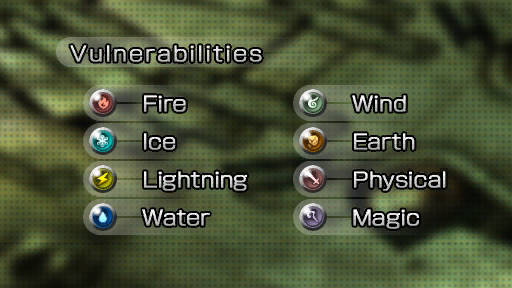 Vulnerabilities
Fire
Ice
Lightning
Water
Wind
Earth
Physical
Magic